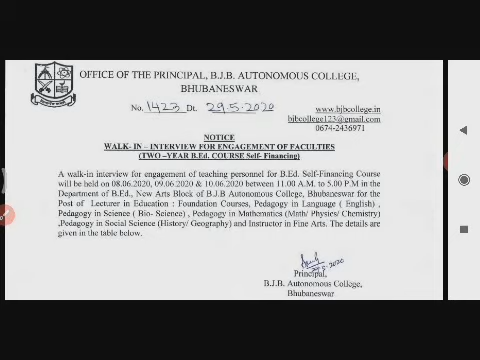 OFFICE OF THE PRINCIPAL, B.J.B. AUTONOMOUS COLLEGE,
BHUBANESWAR
No. 1423 Dt. 29.5.2020
www.bjbcollege.in
bjbcollege123@gmail.com
0674-2436971
NOTICE
WALK- IN – INTERVIEW FOR ENGAGEMENT OF FACULTIES
(TWO –YEAR B.Ed. COURSE Self- Financing)
A walk-in interview for engagement of teaching personnel for B.Ed. Self-Financing Course
will be held on 08.06.2020, 09.06.2020 & 10.06.2020 between 11.00 A.M. to 5.00 P.M in the
Department of B.Ed., New Arts Block of B.J.B Autonomous College, Bhubaneswar for the
Post of Lecturer in Education : Foundation Courses, Pedagogy in Language ( English) ,
Pedagogy in Science ( Bio- Science) , Pedagogy in Mathematics (Math/ Physics/ Chemistry)
,Pedagogy in Social Science (History/ Geography) and Instructor in Fine Arts. The details are
given in the table below.
29.5.2020
Principal,
B.J.B. Autonomous College,
Bhubaneswar